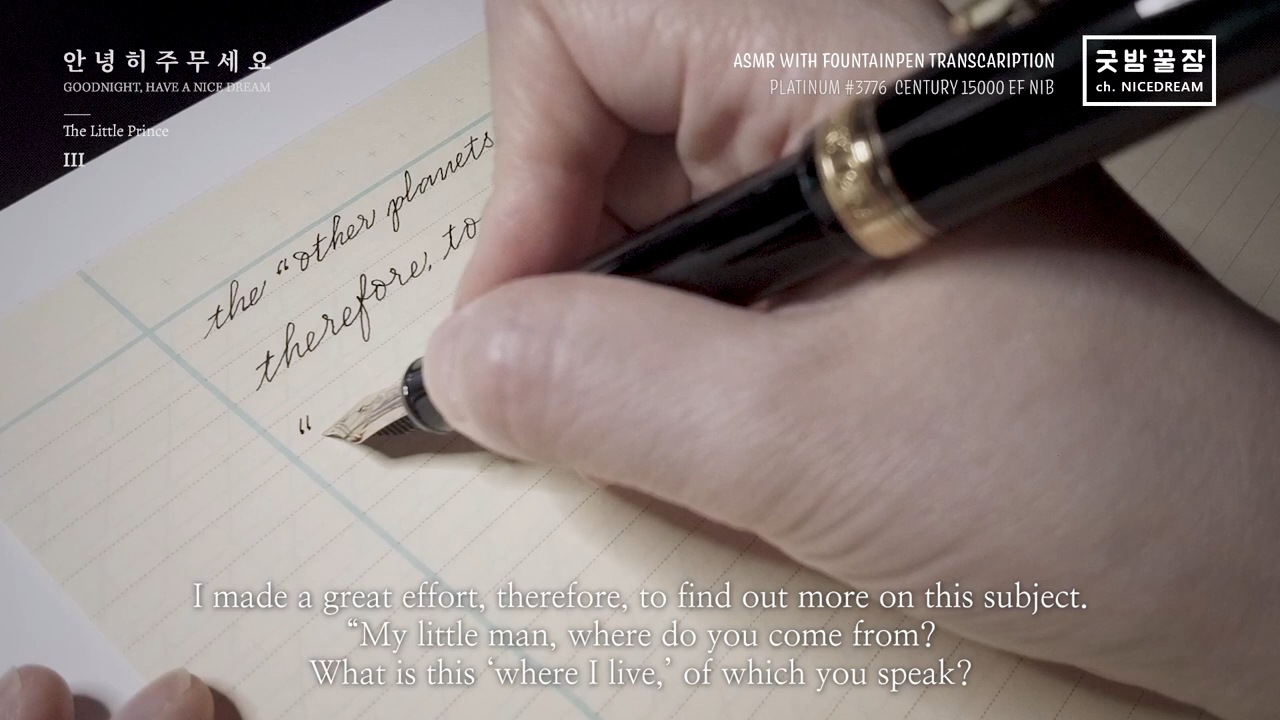 안녕히주무세요
GOODNIGHT, HAVE A NICE DREAM
The Little Prince
III
ASMR WITH FOUNTAINPEN TRANSCARIPTION
PLATINUM #3776 CENTURY 15000 EF NIB
굿밤꿀잠
ch. NICEDREAM
the “other planets
therefore, to
“
I made a great effort, therefore, to find out more on this subject.
“My little man, where do you come from?
What is this ‘where I live,’ of which you speak?